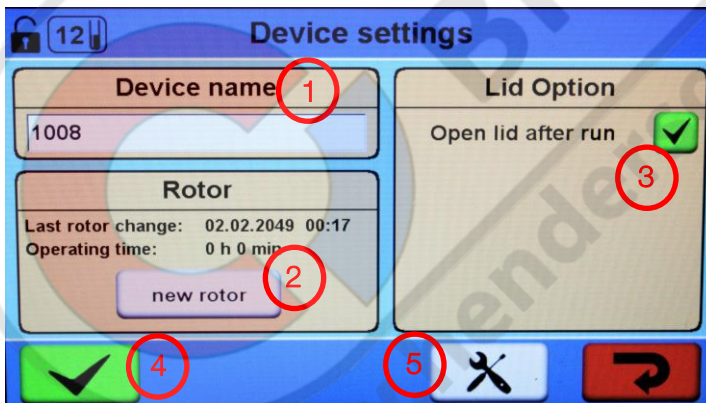 12
Device settings
Device name
1
1008
Rotor
Last rotor change: 02.02.2049 00:17
Operating time: 0 h 0 min
2
new rotor
Lid Option
Open lid after run
3
4
5